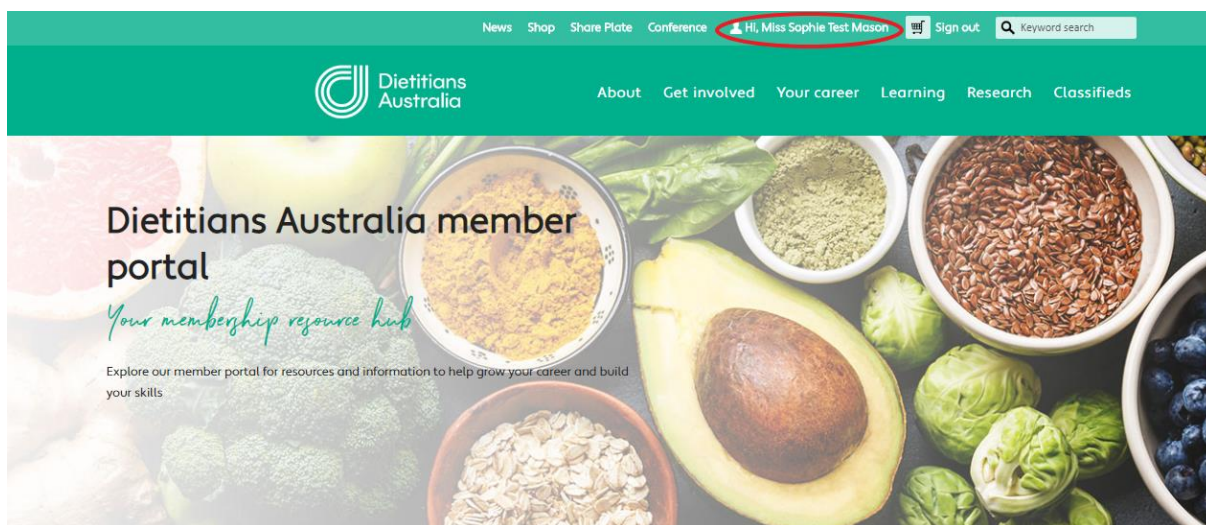 News Shop Share Plate Conference Hi, Miss Sophie Test Mason Sign out Keyword search
Dietitians
Australia
About Get involved Your career Learning Research Classifieds
Dietitians Australia member
portal
Your membership resource hub
Explore our member portal for resources and information to help grow your career and build
your skills